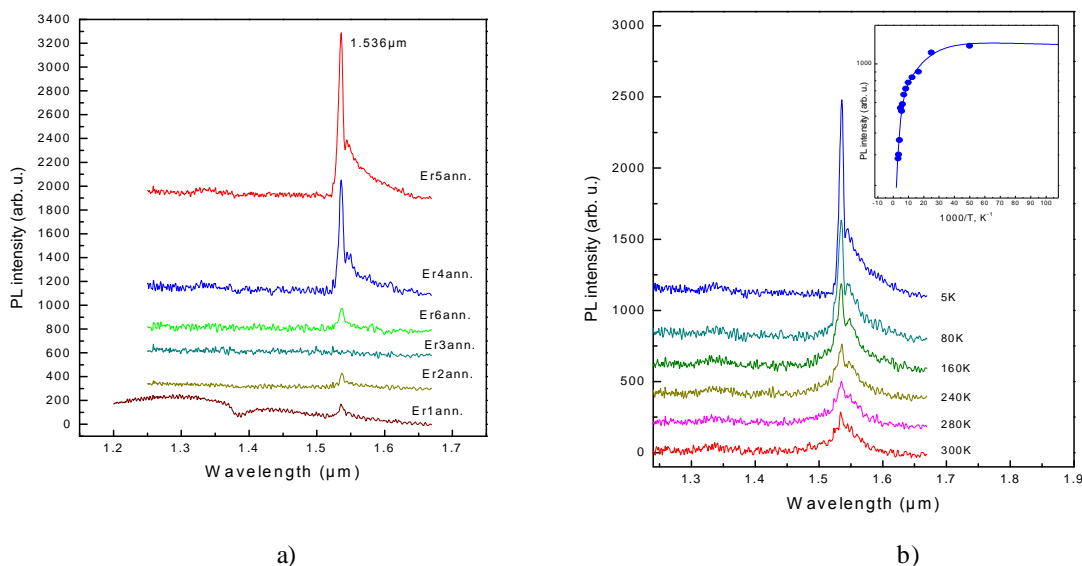 3400
3200
3000
2800
2600
2400
2200
2000
1800
1600
1400
1200
1000
800
600
400
200
0
PL intensity (arb. u.)
1.536μm
Er5ann.
Er4ann.
Er6ann.
Er3ann.
Er2ann.
Er1ann.
1.2 1.3 1.4 1.5 1.6 1.7
Wavelength (μm)
a)
3000
2500
2000
1500
1000
500
0
PL intensity (arb. u.)
1000
PL intensity (arb. u.)
-10 0 10 20 30 40 50 60 70 80 90 100
1000/T, K⁻¹
5K
80K
160K
240K
280K
300K
1.3 1.4 1.5 1.6 1.7 1.8 1.9
Wavelength (μm)
b)